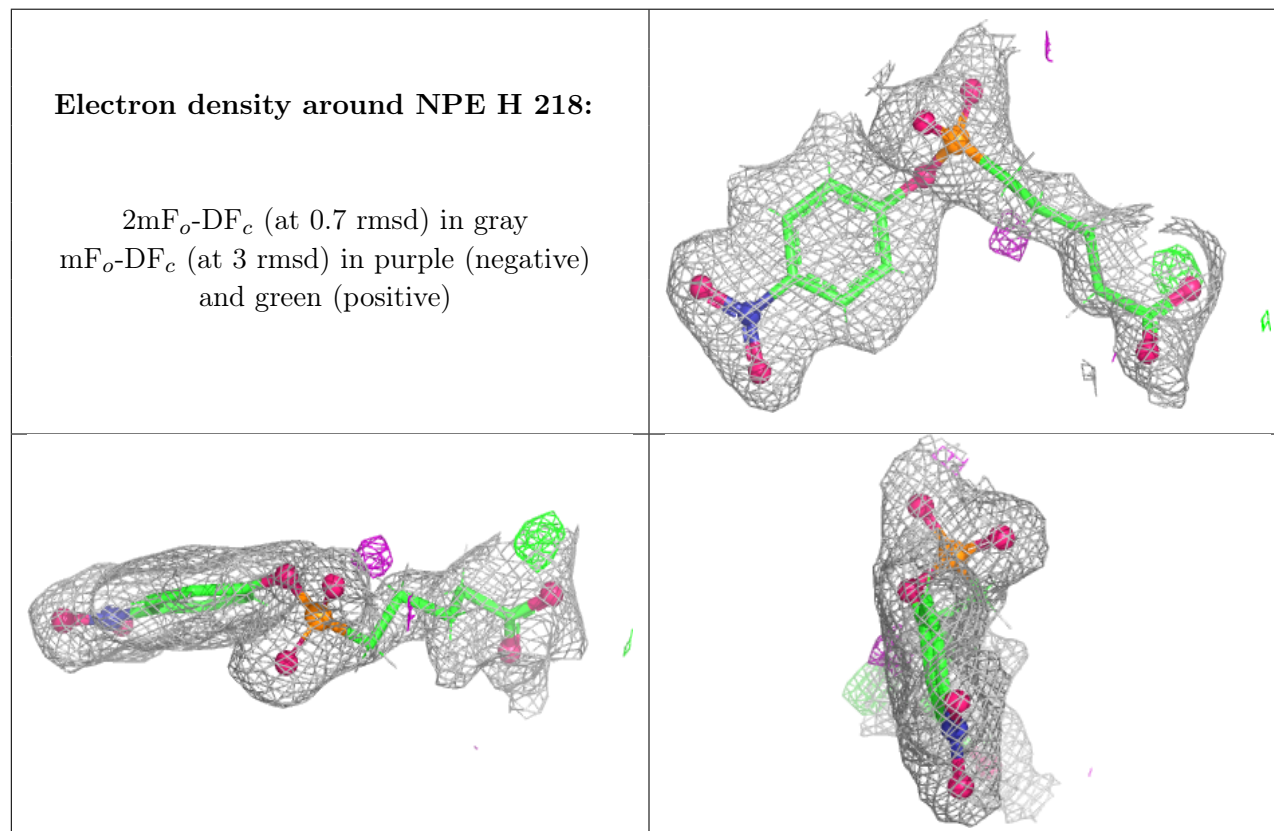 Electron density around NPE H 218:
2mFo-DFc (at 0.7 rmsd) in gray
mFo-DFc (at 3 rmsd) in purple (negative)
and green (positive)